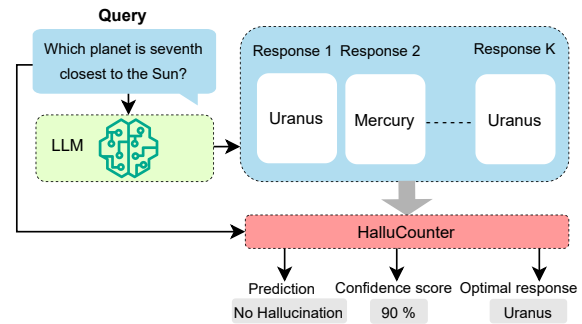 Query
Which planet is seventh
closest to the Sun?
LLM
Response 1
Response 2
Response K
Uranus
Mercury
Uranus
HalluCounter
Prediction
Confidence score
Optimal response
No Hallucination
90 %
Uranus